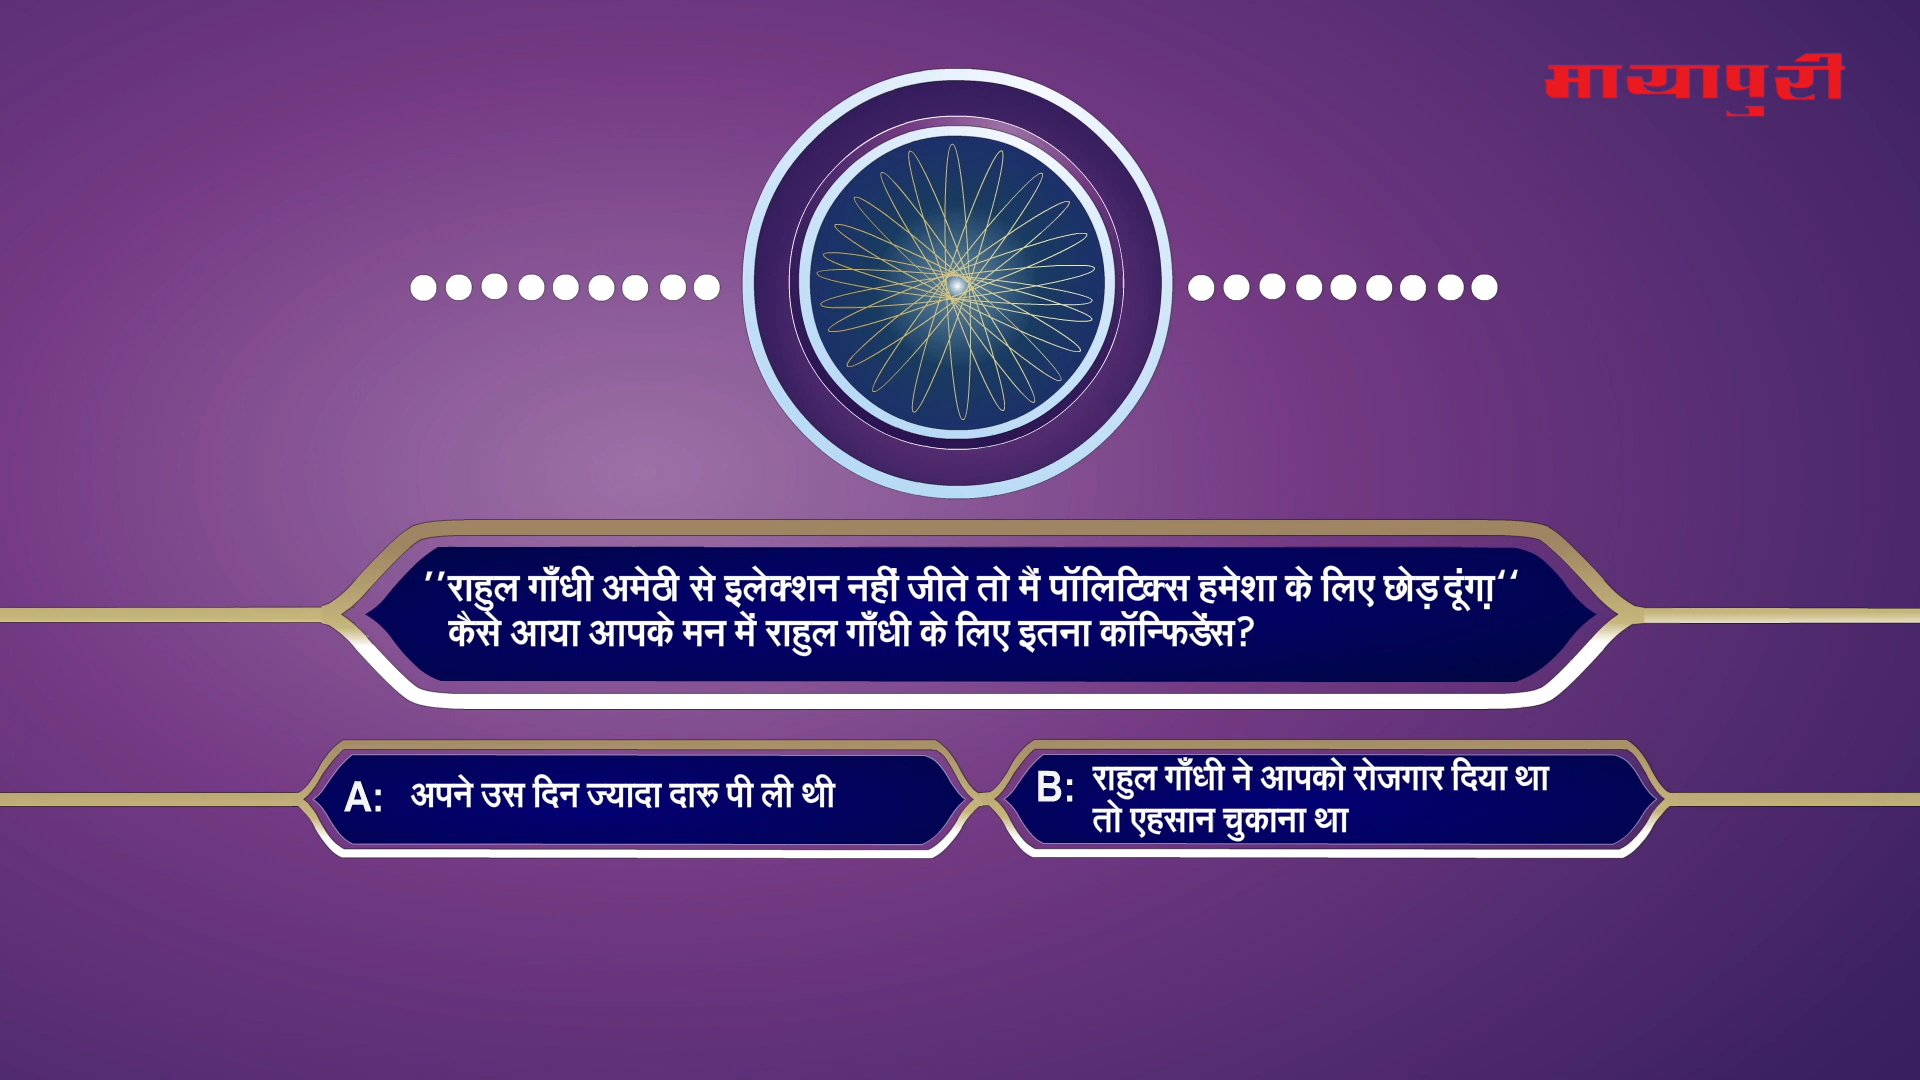 मायापुरी
’’राहुल गाँधी अमेठी से इलेक्शन नहीं जीते तो मैं पॉलिटिक्स हमेशा के लिए छोड़ दूंगा़‘‘
कैसे आया आपके मन में राहुल गाँधी के लिए इतना कॉन्फिडेंस?
A: अपने उस दिन ज्यादा दारू पी ली थी
B: राहुल गाँधी ने आपको रोजगार दिया था
तो एहसान चुकाना था